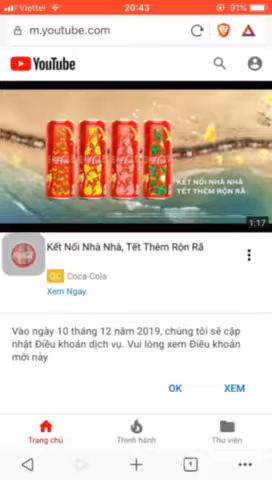 Viettel
20:43
91%
m.youtube.com
YouTube
KẾT NỐI NHÀ NHÀ
TẾT THÊM RỘN RÃ
1:17
Kết Nối Nhà Nhà, Tết Thêm Rộn Rã
QC Coca-Cola
Xem Ngay.
Vào ngày 10 tháng 12 năm 2019, chúng tôi sẽ cập
nhật Điều khoản dịch vụ. Vui lòng xem Điều khoản
mới này
OK
XEM
Trang chủ
Thịnh hành
Thư viện
1